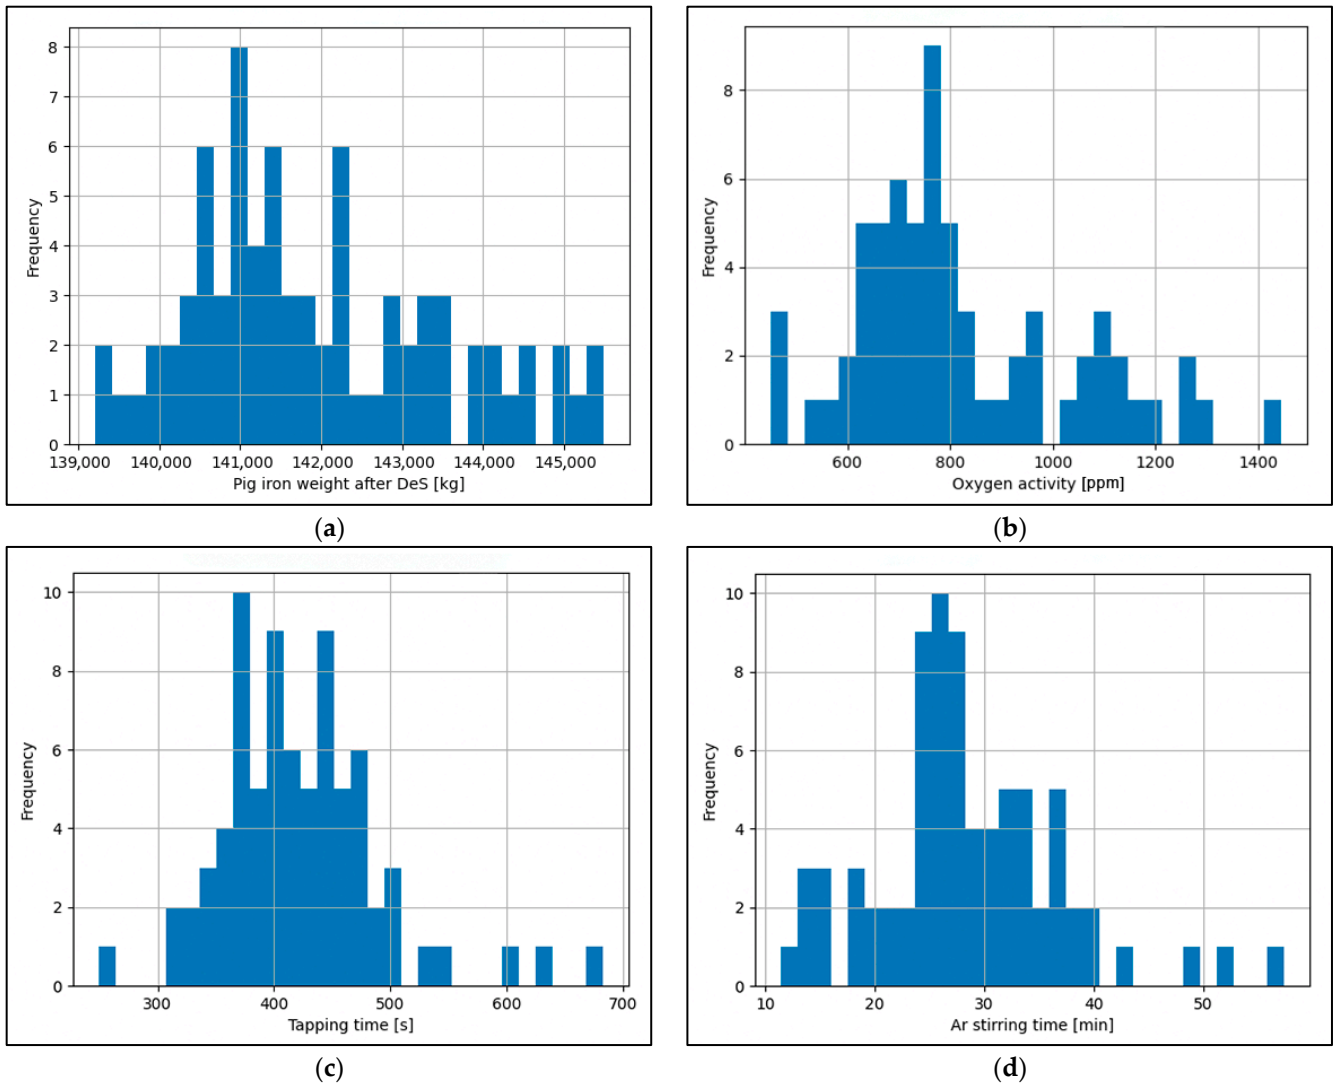 8
7
6
5
4
3
2
1
0
Frequency
139,000 140,000 141,000 142,000 143,000 144,000 145,000
Pig iron weight after DeS [kg]
(a)
8
6
4
2
0
Frequency
600 800 1000 1200 1400
Oxygen activity [ppm]
(b)
10
8
6
4
2
0
Frequency
300 400 500 600 700
Tapping time [s]
(c)
10
8
6
4
2
0
Frequency
10 20 30 40 50
Ar stirring time [min]
(d)